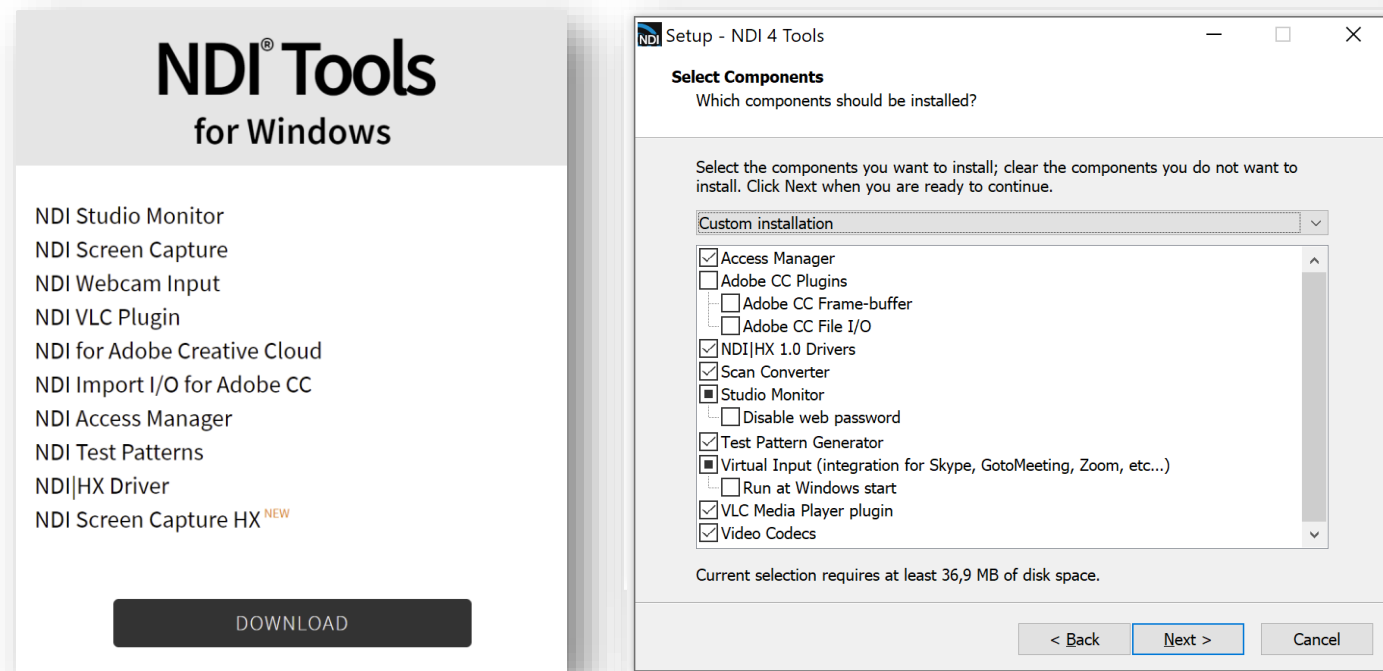 NDI® Tools
for Windows
NDI Studio Monitor
NDI Screen Capture
NDI Webcam Input
NDI VLC Plugin
NDI for Adobe Creative Cloud
NDI Import I/O for Adobe CC
NDI Access Manager
NDI Test Patterns
NDI|HX Driver
NDI Screen Capture HX NEW
DOWNLOAD
NDI Setup - NDI 4 Tools
Select Components
Which components should be installed?
Select the components you want to install; clear the components you do not want to
install. Click Next when you are ready to continue.
Custom installation
Access Manager
Adobe CC Plugins
Adobe CC Frame-buffer
Adobe CC File I/O
NDI|HX 1.0 Drivers
Scan Converter
Studio Monitor
Disable web password
Test Pattern Generator
Virtual Input (integration for Skype, GotoMeeting, Zoom, etc...)
Run at Windows start
VLC Media Player plugin
Video Codecs
Current selection requires at least 36,9 MB of disk space.
< Back Next > Cancel